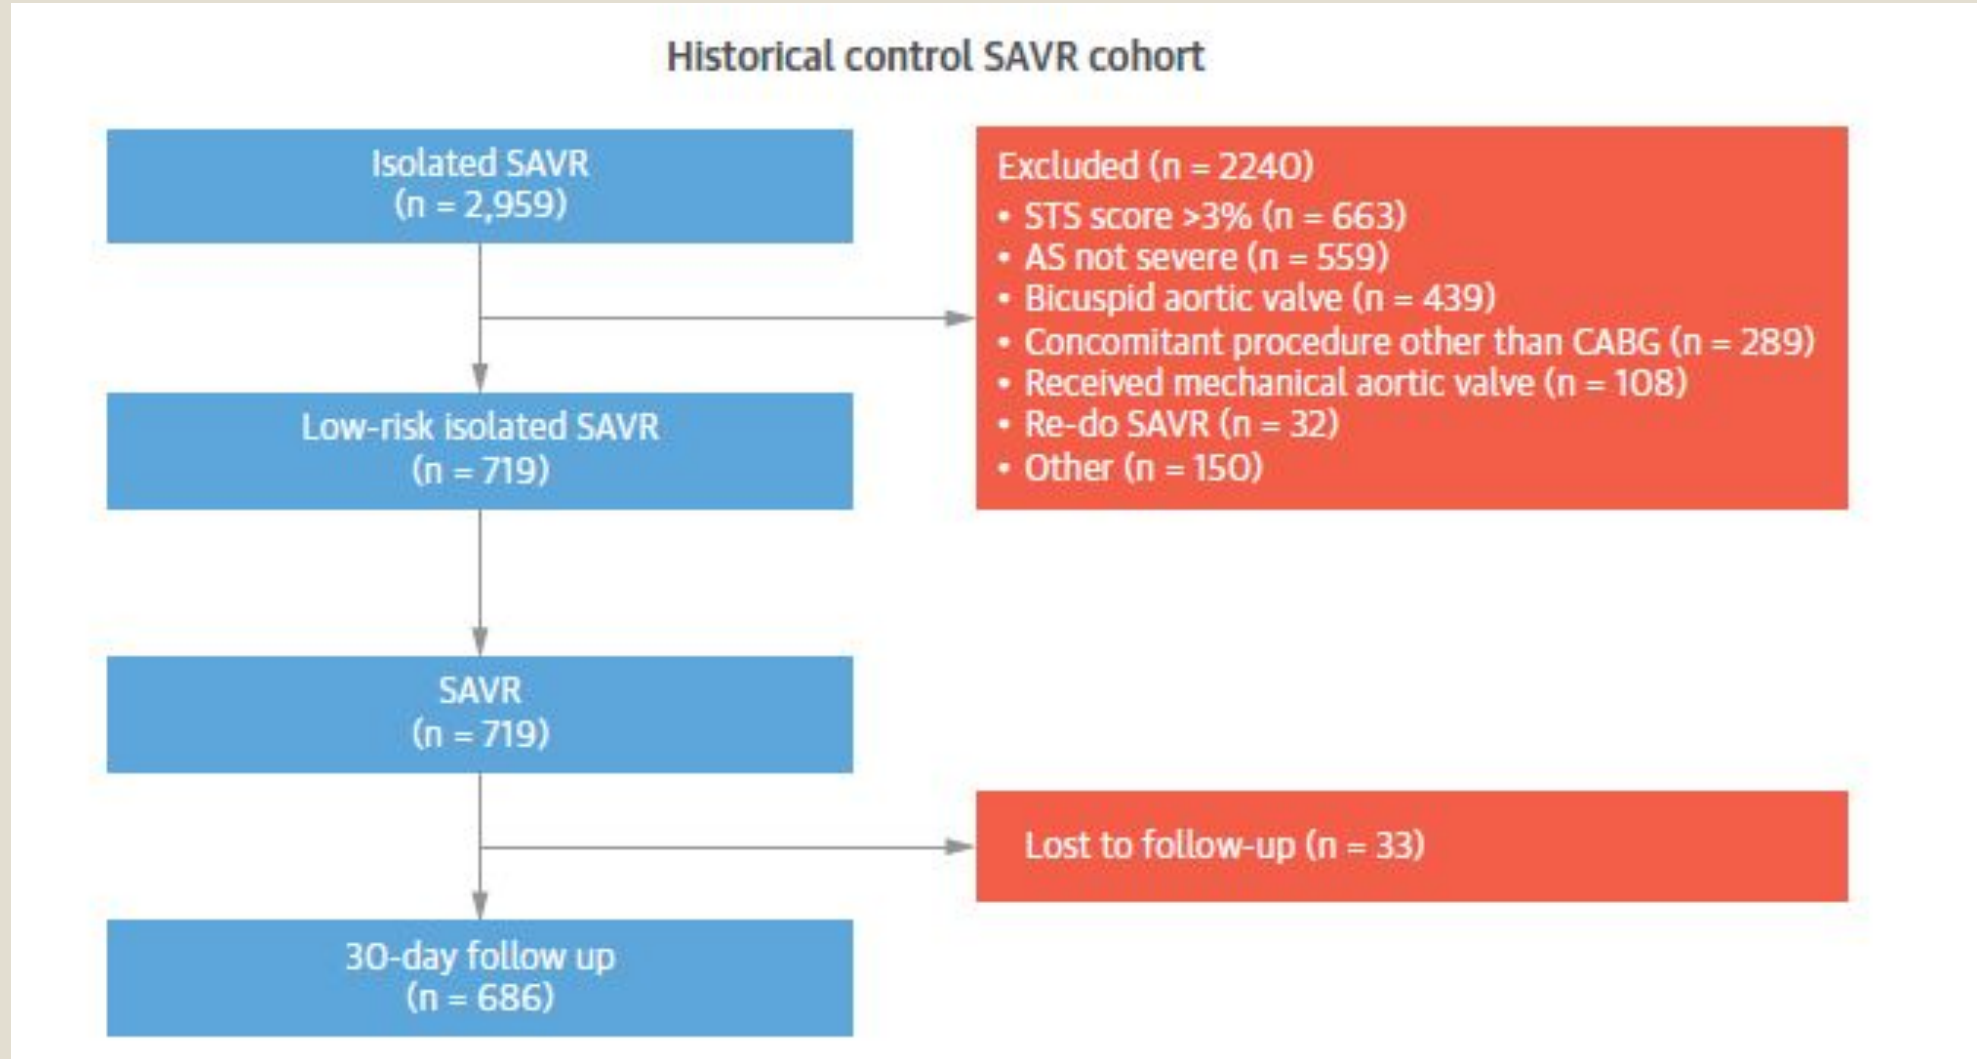 Historical control SAVR cohort
Isolated SAVR
(n = 2,959)
Excluded (n = 2240)
• STS score >3% (n = 663)
• AS not severe (n = 559)
• Bicuspid aortic valve (n = 439)
• Concomitant procedure other than CABG (n = 289)
• Received mechanical aortic valve (n = 108)
• Re-do SAVR (n = 32)
• Other (n = 150)
Low-risk isolated SAVR
(n = 719)
SAVR
(n = 719)
Lost to follow-up (n = 33)
30-day follow up
(n = 686)